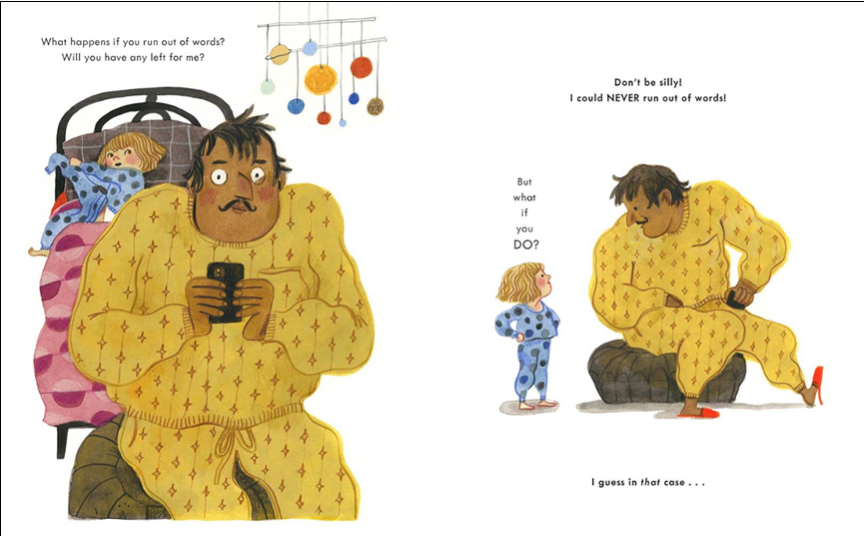 What happens if you run out of words?
Will you have any left for me?
Don't be silly!
I could NEVER run out of words!
But
what
if
you
DO?
I guess in that case . . .